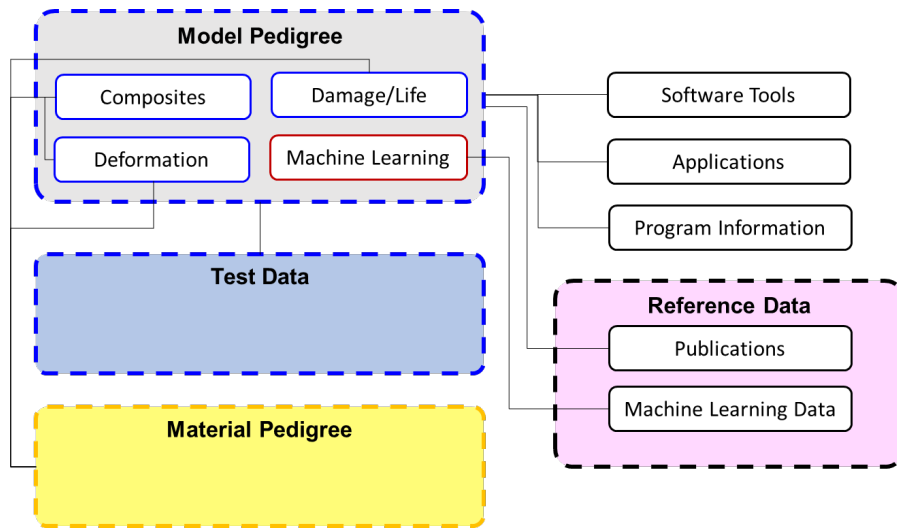 Model Pedigree
Composites
Damage/Life
Deformation
Machine Learning
Software Tools
Applications
Program Information
Test Data
Reference Data
Publications
Machine Learning Data
Material Pedigree